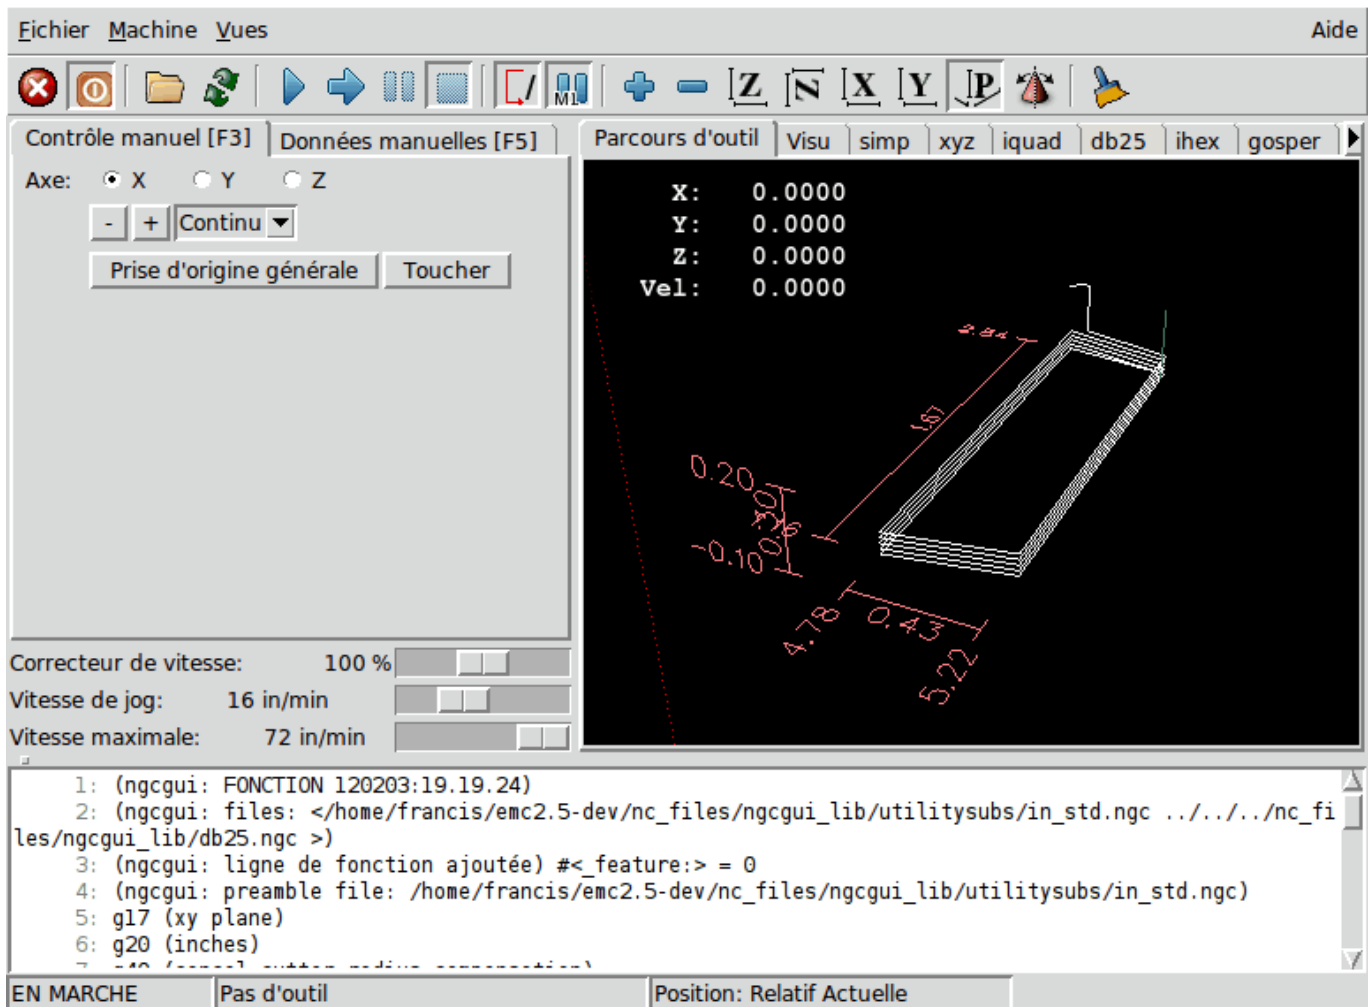 Fichier Machine Vues Aide
M1 Z N X Y P
Contrôle manuel [F3] Données manuelles [F5]
Parcours d'outil Visu simp xyz iquad db25 ihex gosper
Axe: X Y Z
- + Continu
Prise d'origine générale Toucher
X: 0.0000
Y: 0.0000
Z: 0.0000
Vel: 0.0000
2.94
1.67
0.20
-0.10
4.78
0.43
5.22
Correcteur de vitesse: 100 %
Vitesse de jog: 16 in/min
Vitesse maximale: 72 in/min
1: (ngcgui: FONCTION 120203:19.19.24)
2: (ngcgui: files: </home/francis/emc2.5-dev/nc_files/ngcgui_lib/utilitysubs/in_std.ngc ../../../nc_fi
les/ngcgui_lib/db25.ngc >)
3: (ngcgui: ligne de fonction ajoutée) #<_feature:> = 0
4: (ngcgui: preamble file: /home/francis/emc2.5-dev/nc_files/ngcgui_lib/utilitysubs/in_std.ngc)
5: g17 (xy plane)
6: g20 (inches)
EN MARCHE Pas d'outil Position: Relatif Actuelle